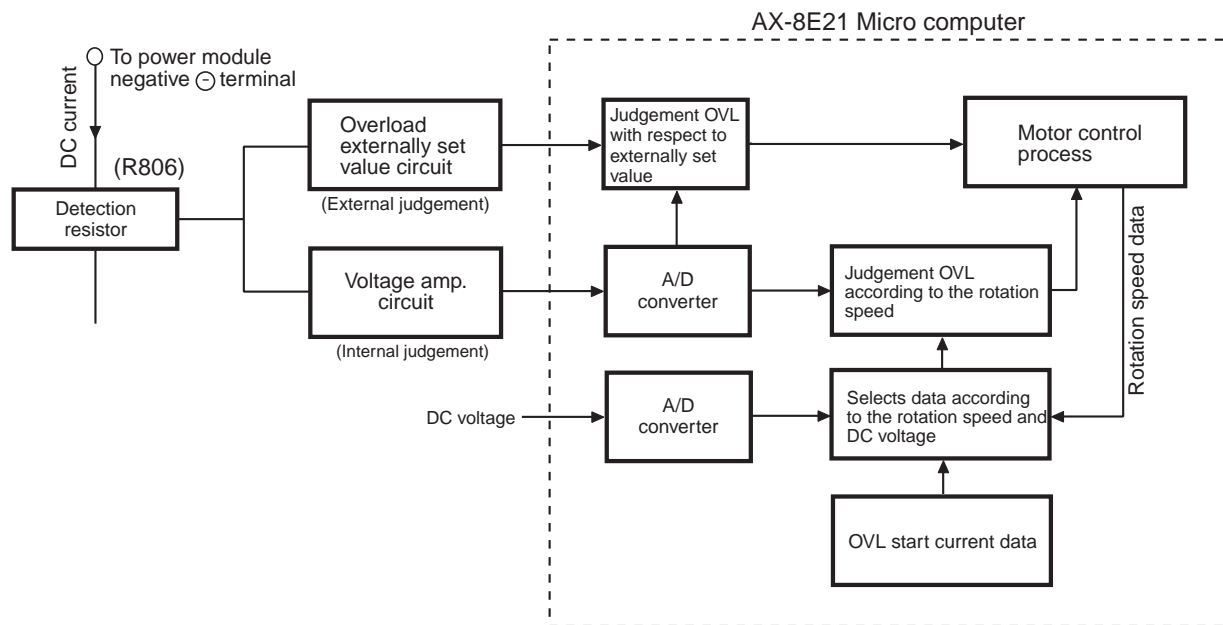 AX-8E21 Micro computer
To power module
negative ⊖ terminal
DC current
(R806)
Detection
resistor
Overload
externally set
value circuit
(External judgement)
Voltage amp.
circuit
(Internal judgement)
Judgement OVL
with respect to
externally set
value
Motor control
process
A/D
converter
Judgement OVL
according to the rotation
speed
Rotation speed data
DC voltage
A/D
converter
Selects data according
to the rotation speed and
DC voltage
OVL start current data